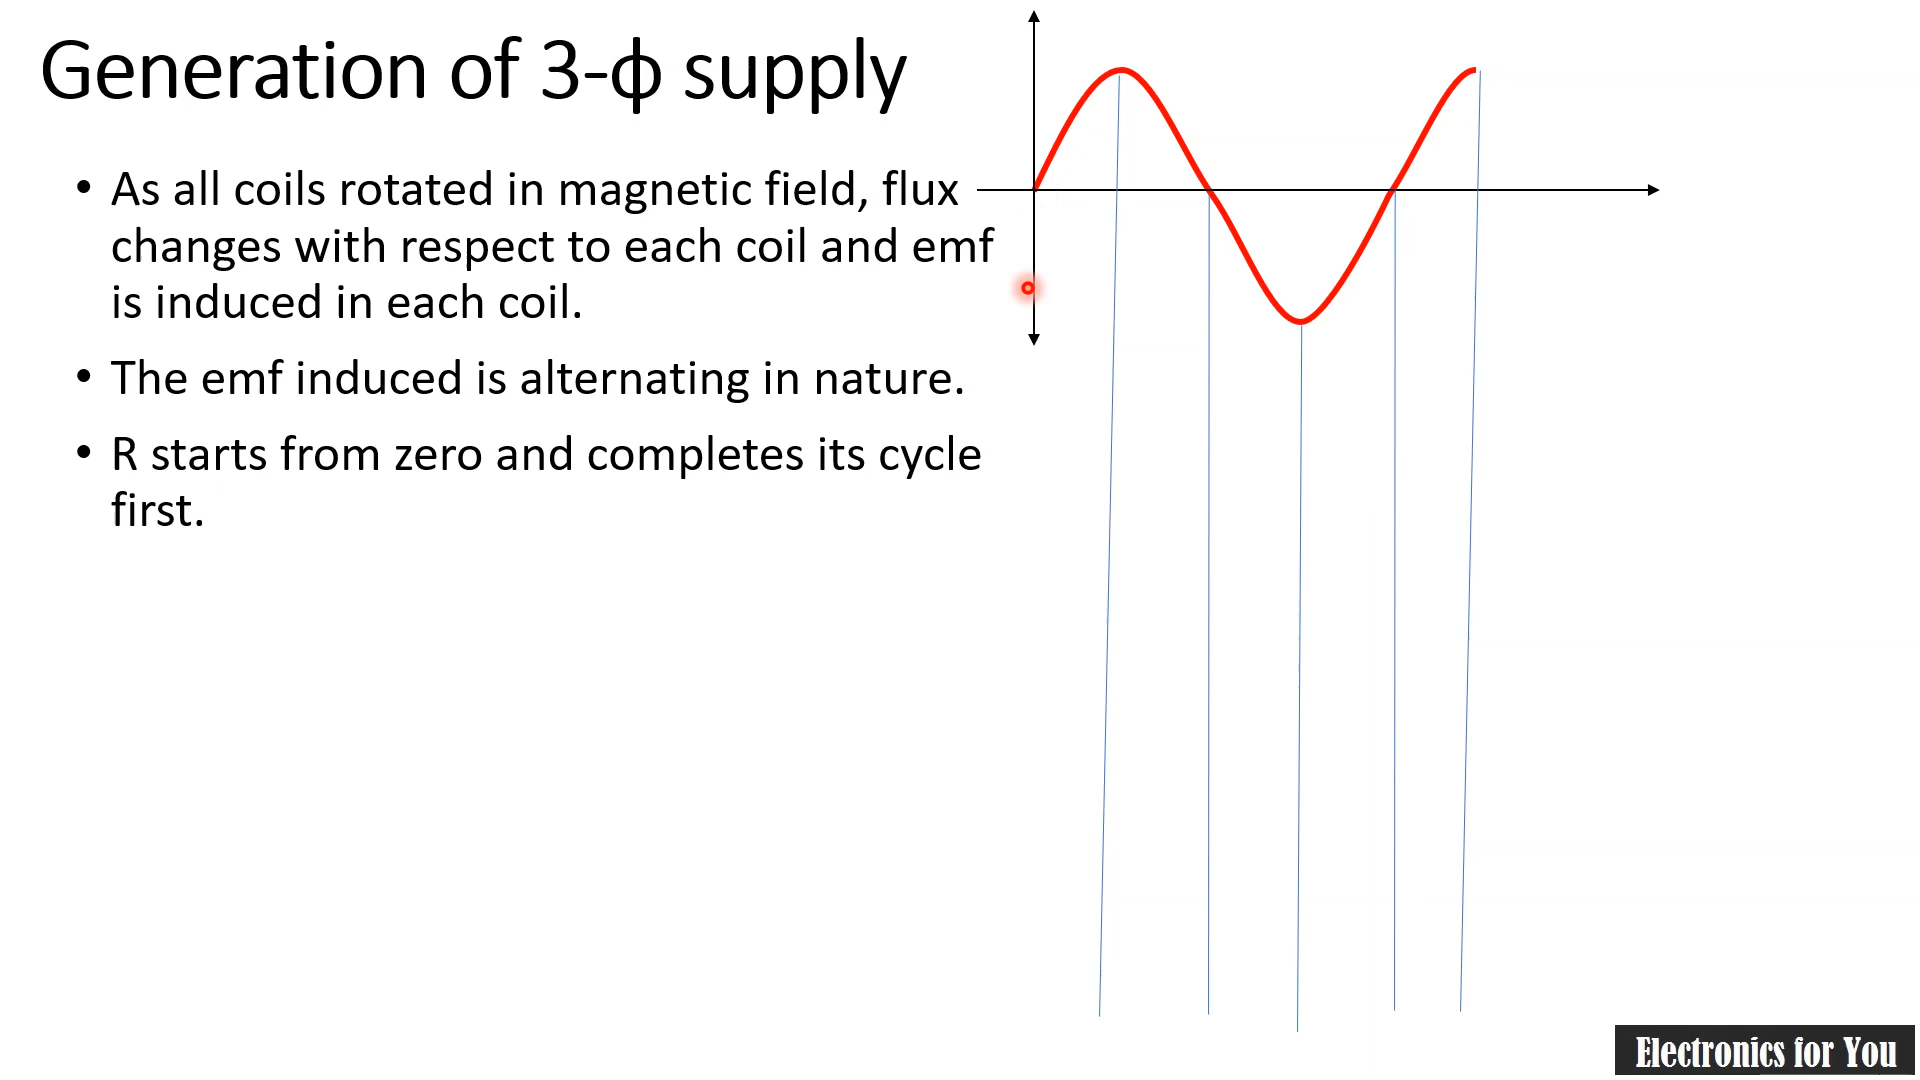 Generation of 3-ф supply
• As all coils rotated in magnetic field, flux
changes with respect to each coil and emf
is induced in each coil.
• The emf induced is alternating in nature.
• R starts from zero and completes its cycle
first.
Electronics for You